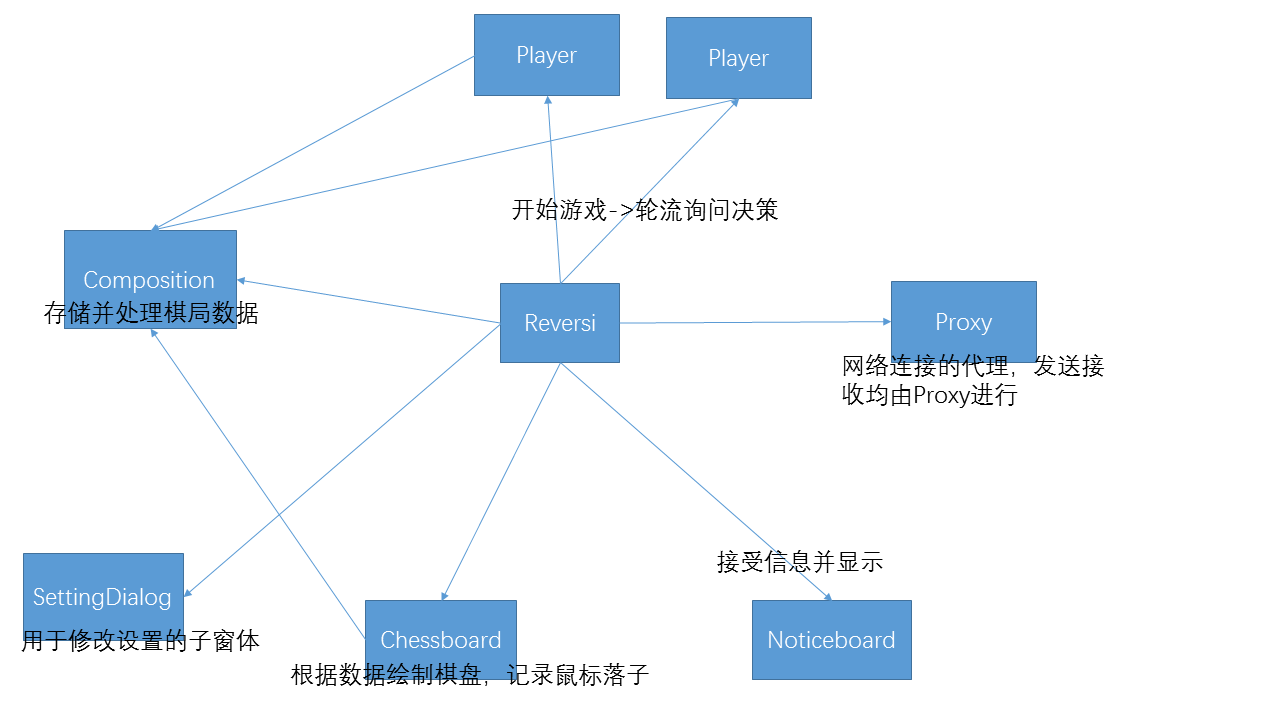 Player
Player
开始游戏->轮流询问决策
Composition
存储并处理棋局数据
Reversi
Proxy
网络连接的代理，发送接
收均由Proxy进行
接受信息并显示
SettingDialog
用于修改设置的子窗体
Chessboard
根据数据绘制棋盘，记录鼠标落子
Noticeboard